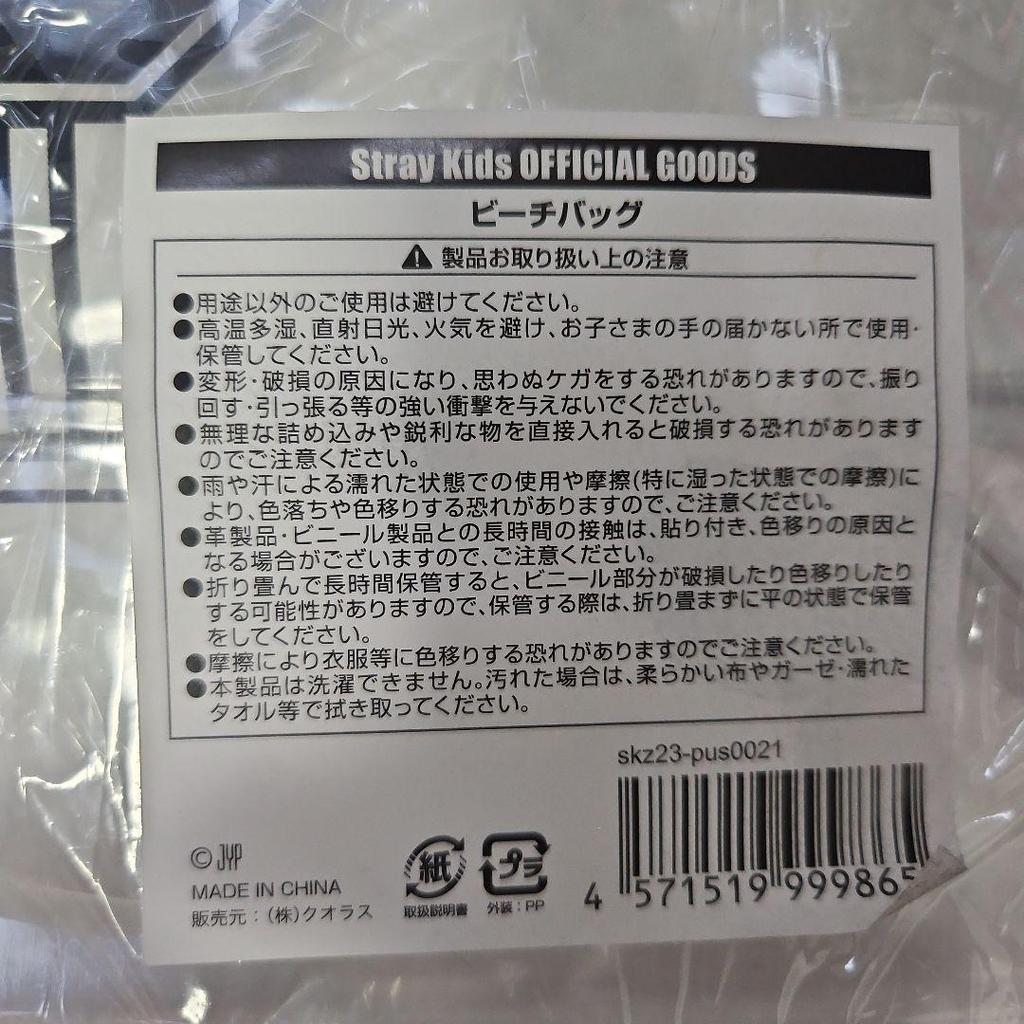 Stray Kids OFFICIAL GOODS
ビーチバッグ
⚠ 製品お取り扱い上の注意
●用途以外のご使用は避けてください。
●高温多湿、直射日光、火気を避け、お子さまの手の届かない所で使用・
保管してください。
●変形・破損の原因になり、思わぬケガをする恐れがありますので、振り
回す・引っ張る等の強い衝撃を与えないでください。
●無理な詰め込みや鋭利な物を直接入れると破損する恐れがあります
のでご注意ください。
●雨や汗による濡れた状態での使用や摩擦(特に湿った状態での摩擦)に
より、色落ちや色移りする恐れがありますので、ご注意ください。
●革製品・ビニール製品との長時間の接触は、貼り付き、色移りの原因と
なる場合がございますので、ご注意ください。
●折り畳んで長時間保管すると、ビニール部分が破損したり色移りしたり
する可能性がありますので、保管する際は、折り畳まずに平の状態で保管
をしてください。
●摩擦により衣服等に色移りする恐れがありますのでご注意ください。
●本製品は洗濯できません。汚れた場合は、柔らかい布やガーゼ・濡れた
タオル等で拭き取ってください。
skz23-pus0021
© JYP
MADE IN CHINA
販売元：(株)クオラス
紙
取扱説明書
プラ
外装：PP
4 571519 999865